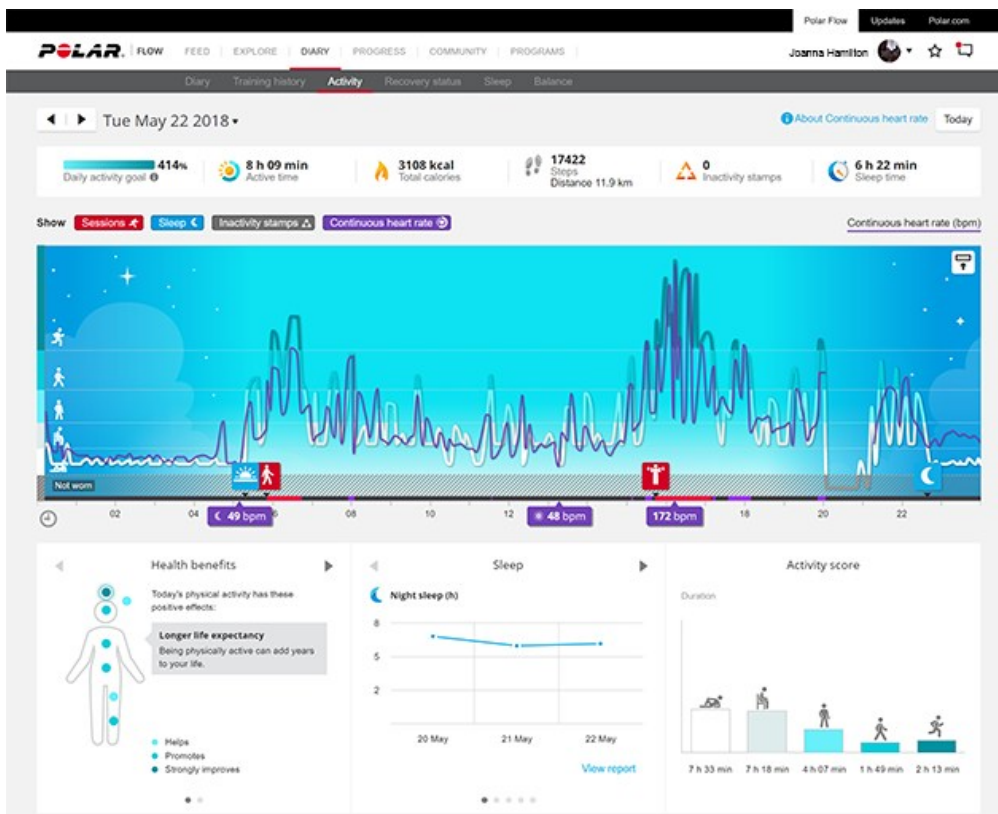 Polar Flow Updates Polar.com
POLAR. FLOW FEED EXPLORE DIARY PROGRESS COMMUNITY PROGRAMS Joanna Hamilton
Diary Training history Activity Recovery status Sleep Balance
Tue May 22 2018 About Continuous heart rate Today
414%
Daily activity goal
8 h 09 min
Active time
3108 kcal
Total calories
17422
Steps
Distance 11.9 km
0
Inactivity stamps
6 h 22 min
Sleep time
Show Sessions Sleep Inactivity stamps Continuous heart rate Continuous heart rate (bpm)
Not worn
02 04 6 08 10 12 18 20 22
49 bpm 48 bpm 172 bpm
Health benefits
Today's physical activity has these
positive effects:
Longer life expectancy
Being physically active can add years
to your life.
Helps
Promotes
Strongly improves
Sleep
Night sleep (h)
8
5
2
20 May 21 May 22 May
View report
Activity score
Duration
7 h 33 min 7 h 18 min 4 h 07 min 1 h 49 min 2 h 13 min